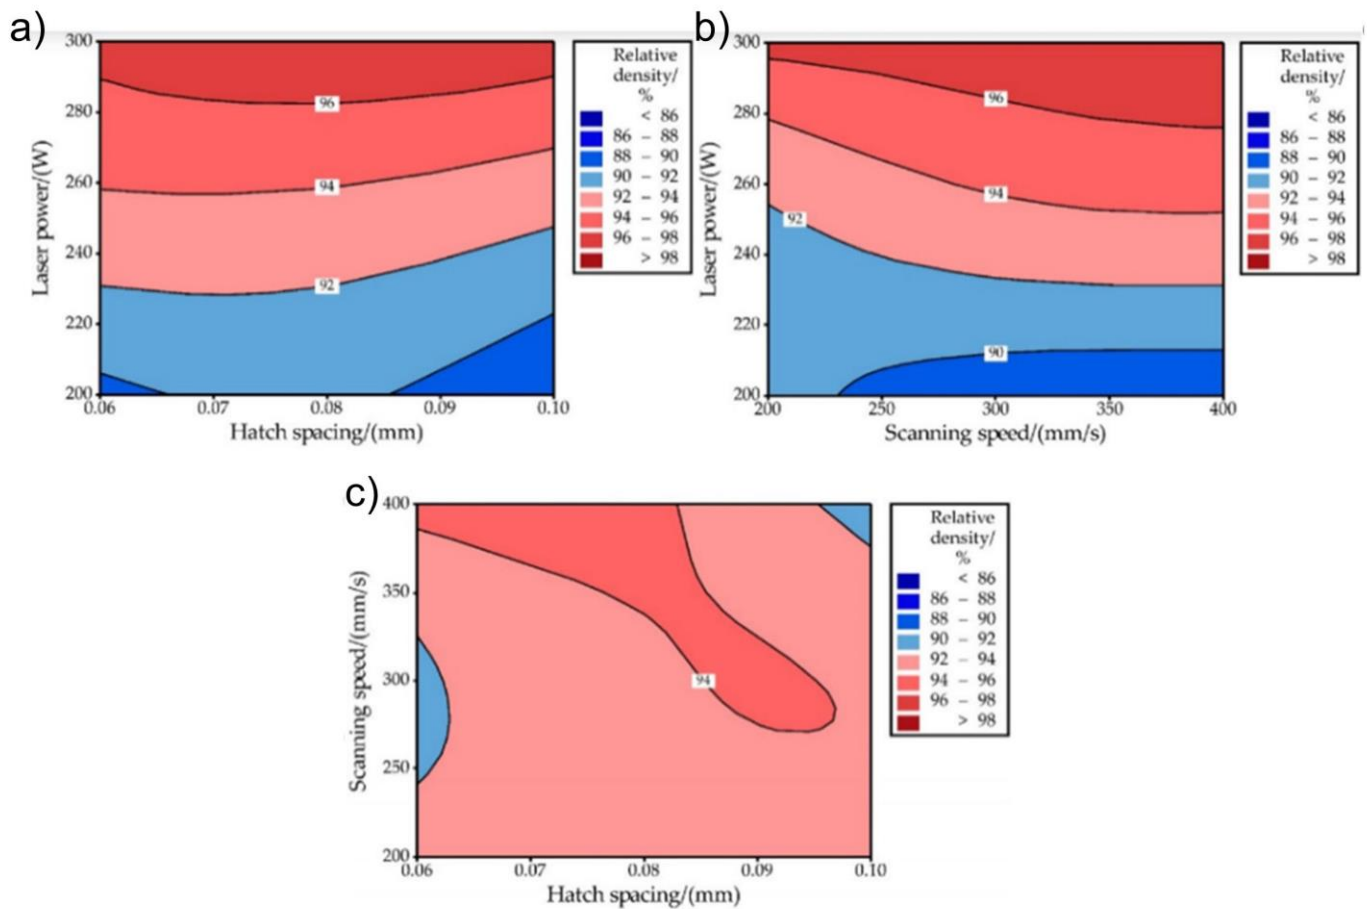 a)
300
280
260
240
220
200
Laser power/(W)
96
94
92
0.06 0.07 0.08 0.09 0.10
Hatch spacing/(mm)
Relative
density/
%
< 86
86 – 88
88 – 90
90 – 92
92 – 94
94 – 96
96 – 98
> 98
b)
300
280
260
240
220
200
Laser power/(W)
96
94
92
90
200 250 300 350 400
Scanning speed/(mm/s)
Relative
density/
%
< 86
86 – 88
88 – 90
90 – 92
92 – 94
94 – 96
96 – 98
> 98
c)
400
350
300
250
200
Scanning speed/(mm/s)
94
0.06 0.07 0.08 0.09 0.10
Hatch spacing/(mm)
Relative
density/
%
< 86
86 – 88
88 – 90
90 – 92
92 – 94
94 – 96
96 – 98
> 98